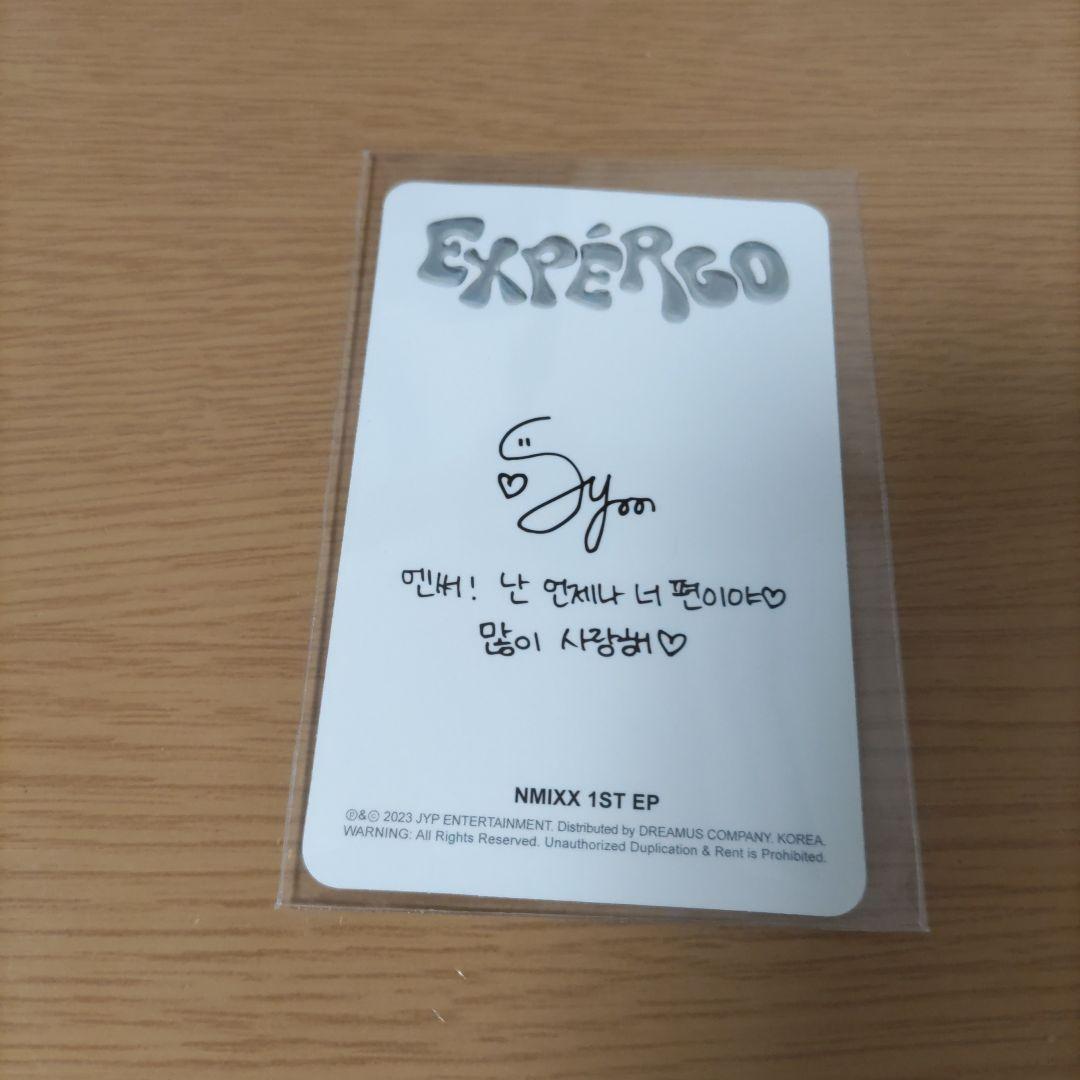 EXPÉRGO
Syoon
엔써! 난 언제나 너 편이야♡
많이 사랑해♡
NMIXX 1ST EP
℗&© 2023 JYP ENTERTAINMENT. Distributed by DREAMUS COMPANY. KOREA.
WARNING: All Rights Reserved. Unauthorized Duplication & Rent is Prohibited.